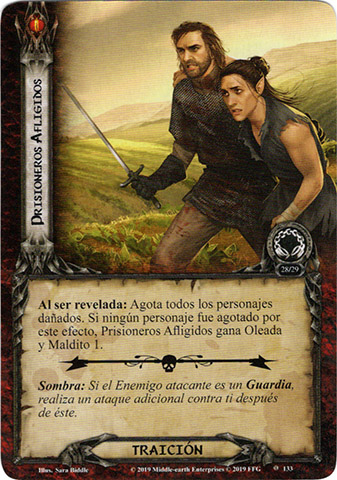 Prisioneros Afligidos
28/29
Al ser revelada: Agota todos los personajes
dañados. Si ningún personaje fue agotado por
este efecto, Prisioneros Afligidos gana Oleada
y Maldito 1.
Sombra: Si el Enemigo atacante es un Guardia,
realiza un ataque adicional contra ti después
de éste.
TRAICIÓN
Illus. Sara Biddle © 2019 Middle-earth Enterprises © 2019 FFG 133